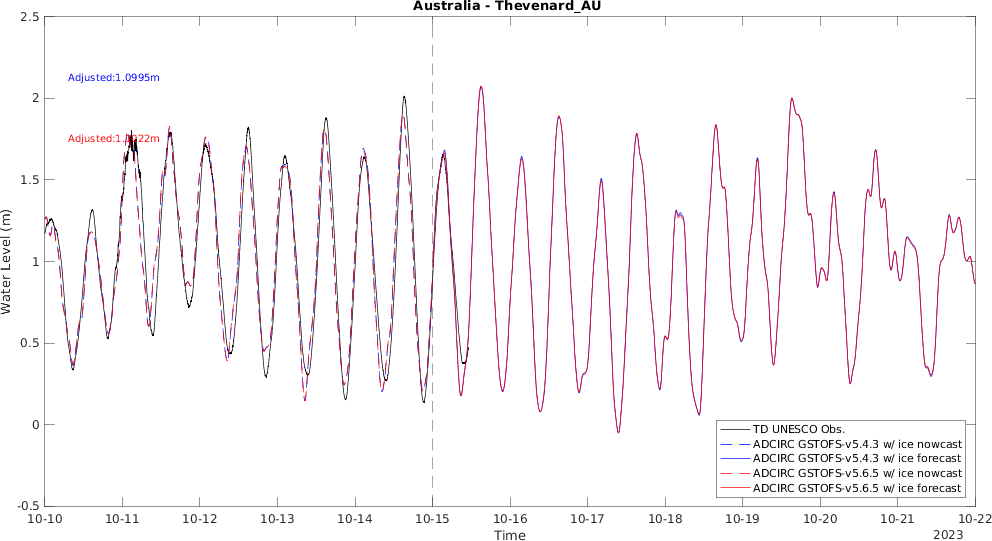 Australia - Thevenard_AU
2.5
2
1.5
1
0.5
0
-0.5
Water Level (m)
Adjusted:1.0995m
TD UNESCO Obs.
ADCIRC GSTOFS-v5.4.3 w/ ice nowcast
ADCIRC GSTOFS-v5.4.3 w/ ice forecast
ADCIRC GSTOFS-v5.6.5 w/ ice nowcast
ADCIRC GSTOFS-v5.6.5 w/ ice forecast
10-10 10-11 10-12 10-13 10-14 10-15 10-16 10-17 10-18 10-19 10-20 10-21 10-22
Time
2023